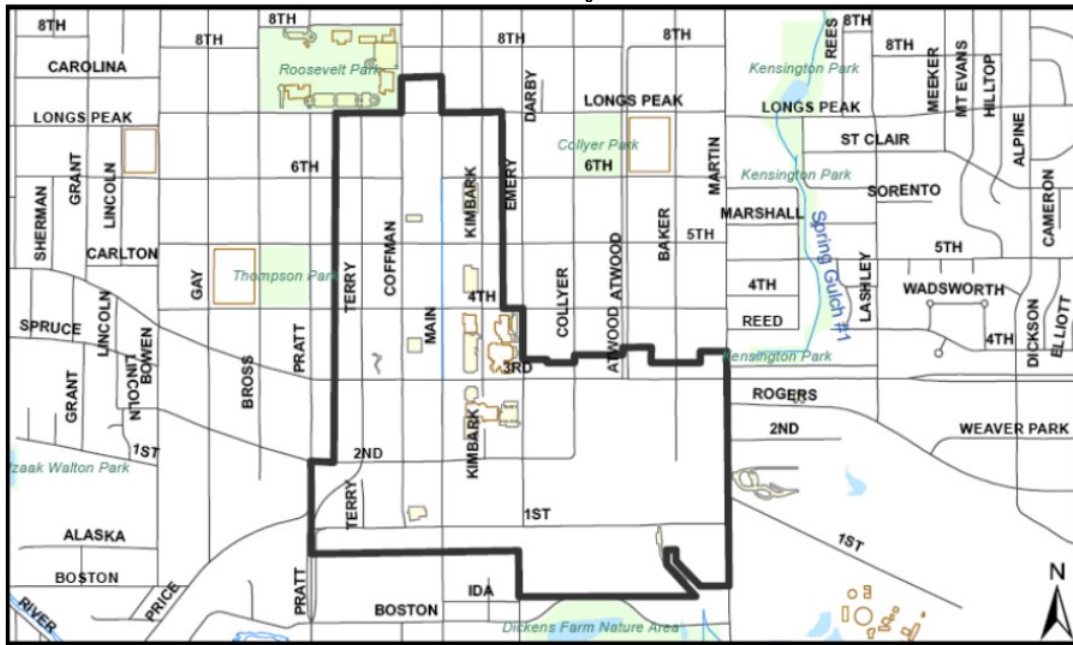 8TH
8TH
8TH
8TH
8TH
8TH
8TH
REES
CAROLINA
Roosevelt Park
Kensington Park
MEEKER
MT EVANS
HILLTOP
DARBY
LONGS PEAK
LONGS PEAK
LONGS PEAK
ALPINE
ST CLAIR
Collyer Park
GRANT
LINCOLN
6TH
6TH
MARTIN
Kensington Park
KIMBARK
EMERY
SORENTO
SHERMAN
MARSHALL
CAMERON
CARLTON
COFFMAN
BAKER
5TH
5TH
Spring Gulch #1
GAY
Thompson Park
TERRY
4TH
4TH
LASHLEY
WADSWORTH
SPRUCE
LINCOLN
BOWEN
PRATT
MAIN
COLLYER
ATWOOD
ATWOOD
REED
4TH
DICKSON
ELLIOTT
3RD
Kensington Park
LINCOLN
BROSS
GRANT
ROGERS
KIMBARK
2ND
2ND
WEAVER PARK
1ST
Izaak Walton Park
TERRY
1ST
1ST
ALASKA
BOSTON
PRICE
PRATT
IDA
BOSTON
RIVER
Dickens Farm Nature Area
N